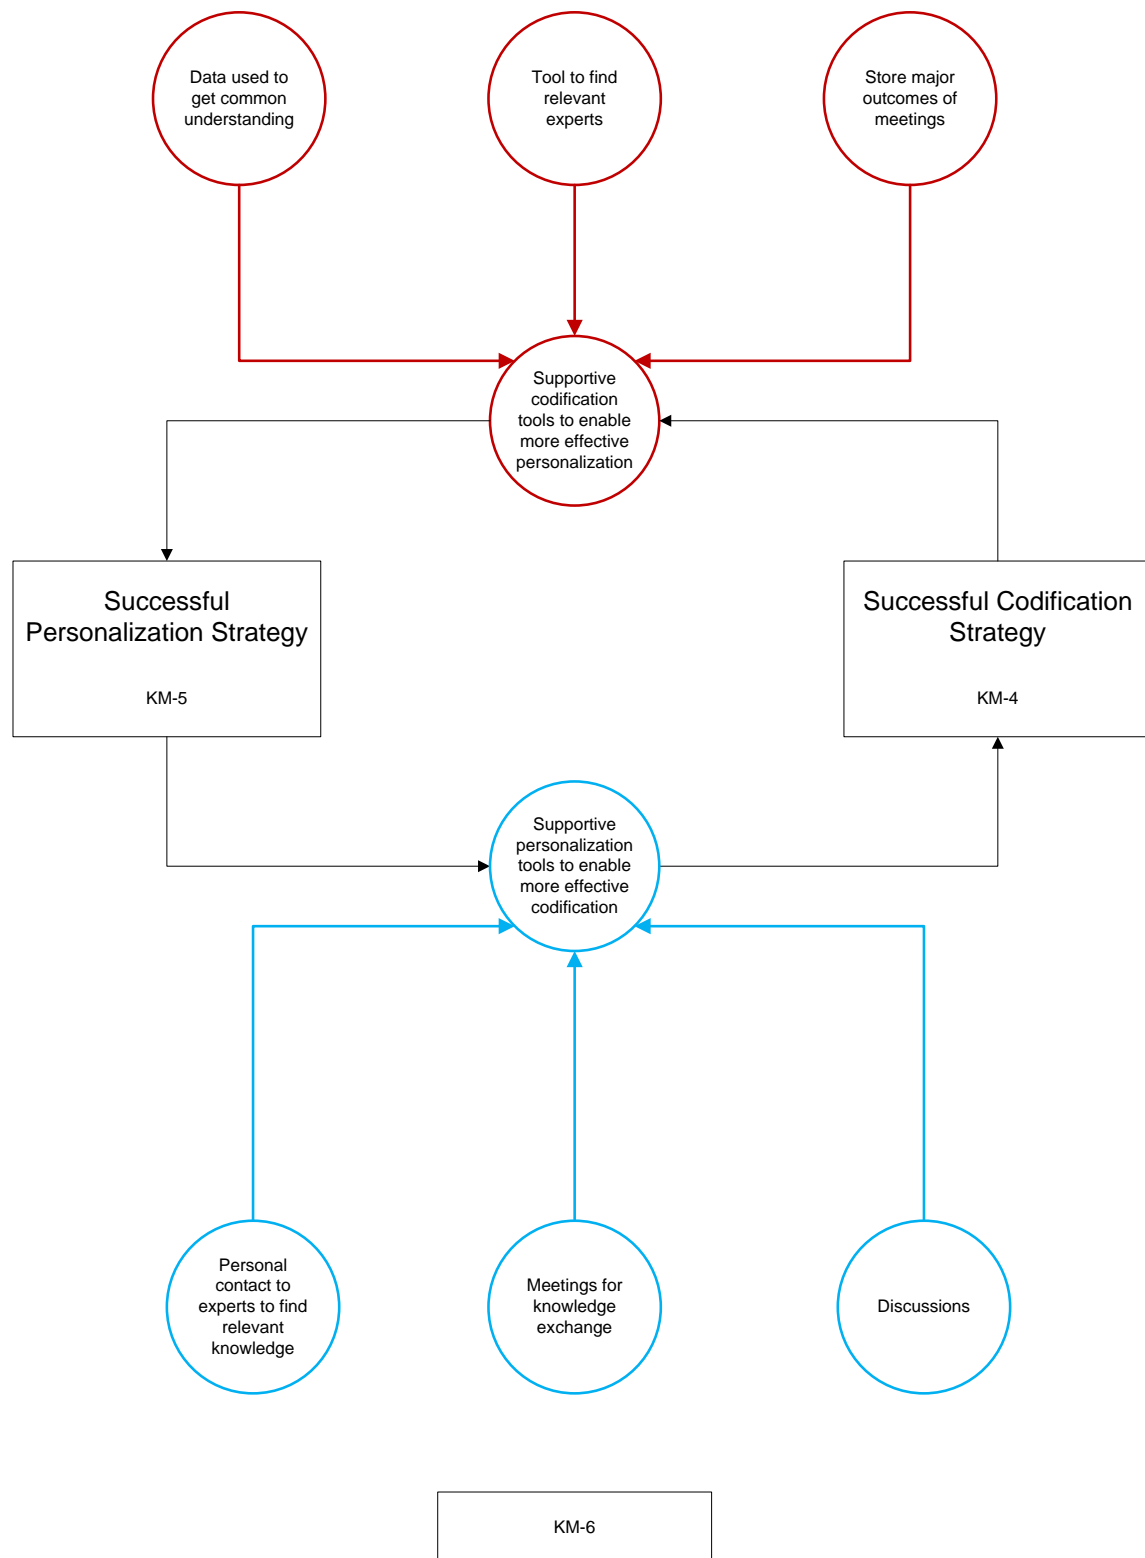 Data used to
get common
understanding
Tool to find
relevant
experts
Store major
outcomes of
meetings
Supportive
codification
tools to enable
more effective
personalization
Successful
Personalization Strategy
KM-5
Successful Codification
Strategy
KM-4
Supportive
personalization
tools to enable
more effective
codification
Personal
contact to
experts to find
relevant
knowledge
Meetings for
knowledge
exchange
Discussions
KM-6